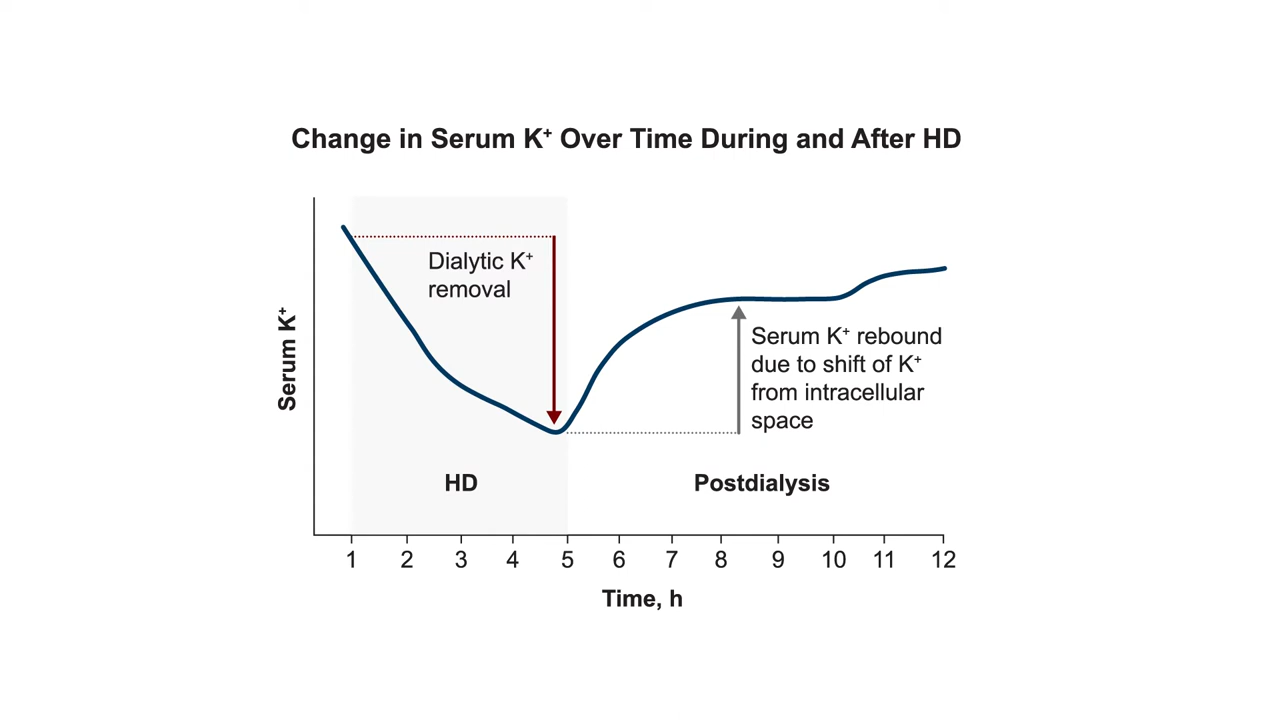 Change in Serum K⁺ Over Time During and After HD
Serum K⁺
Dialytic K⁺
removal
Serum K⁺ rebound
due to shift of K⁺
from intracellular
space
HD
Postdialysis
1 2 3 4 5 6 7 8 9 10 11 12
Time, h